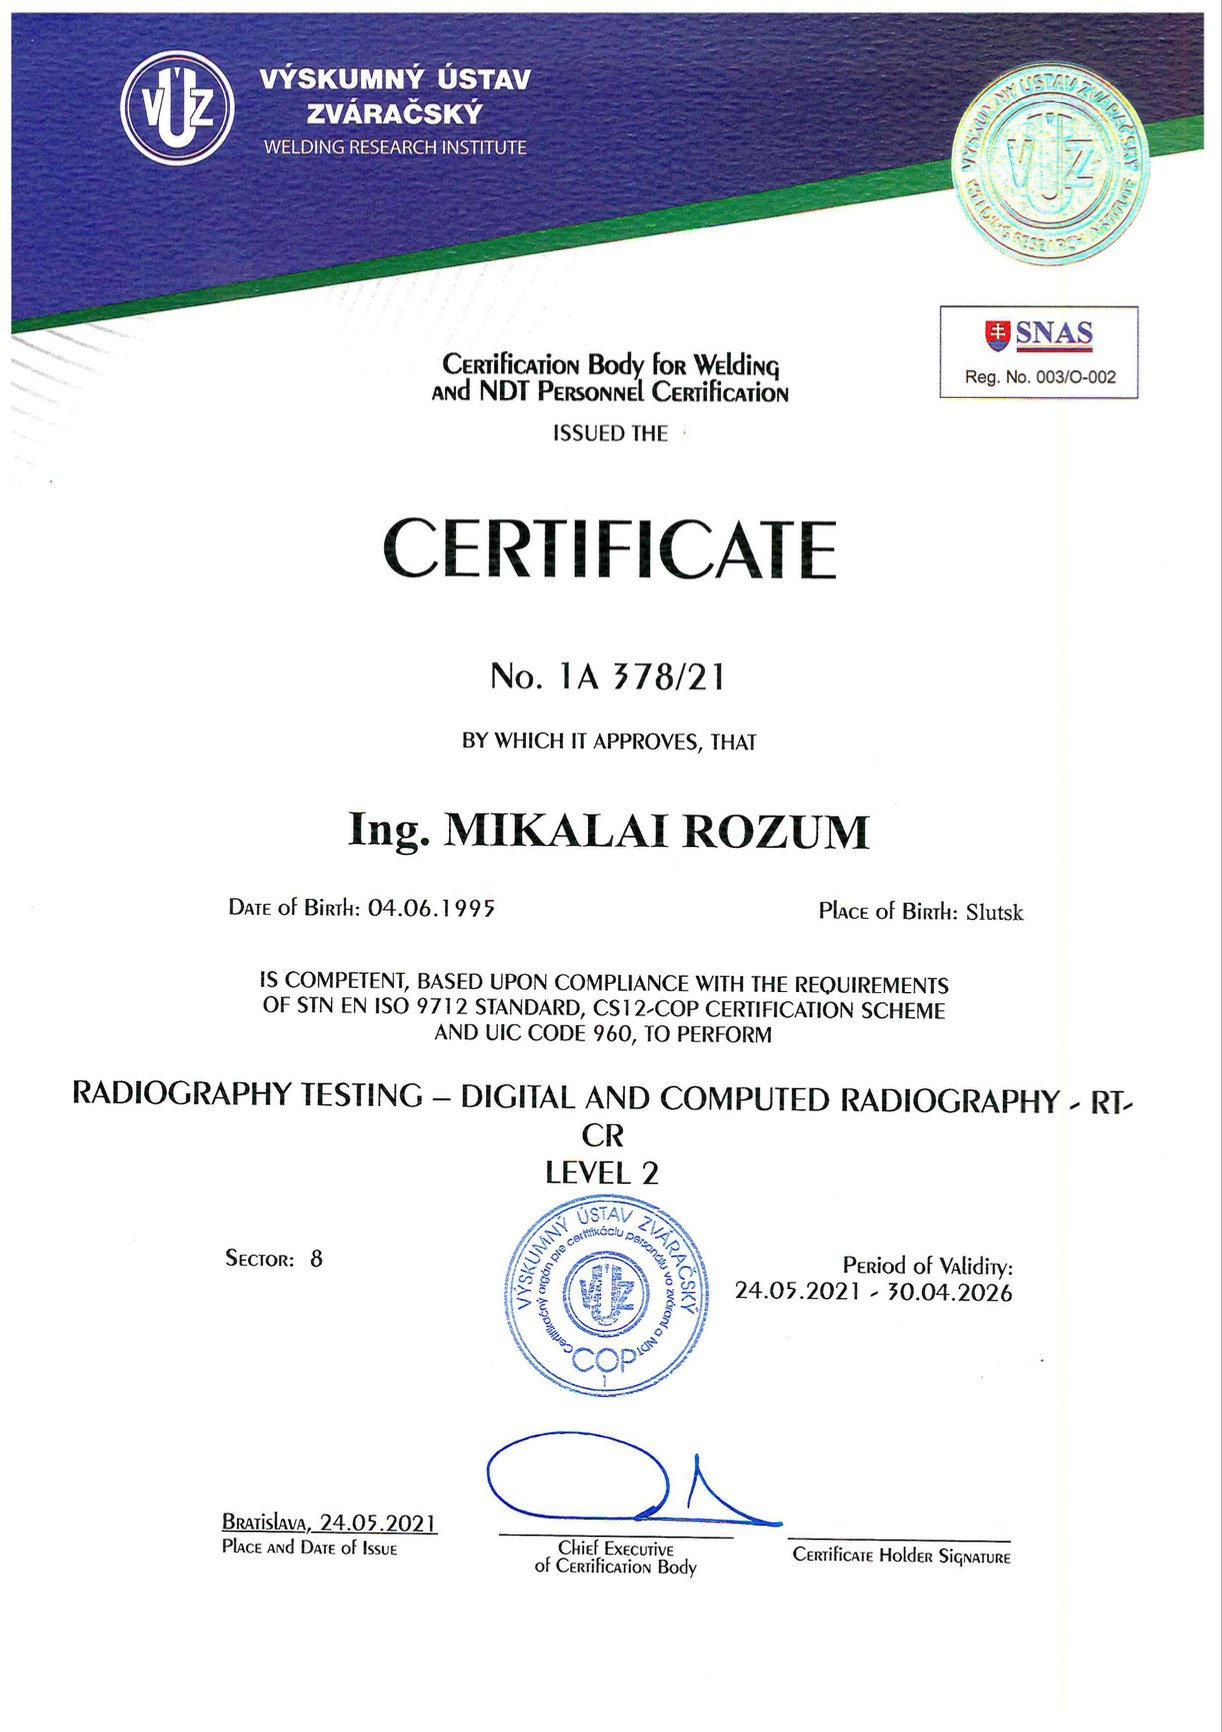 VÚZ
VÝSKUMNÝ ÚSTAV
ZVÁRAČSKÝ
WELDING RESEARCH INSTITUTE
VÝSKUMNÝ ÚSTAV ZVÁRAČSKÝ
WELDING RESEARCH INSTITUTE
VÚZ
SNAS
Reg. No. 003/O-002
Certification Body for Welding
and NDT Personnel Certification
ISSUED THE
CERTIFICATE
No. 1A 378/21
BY WHICH IT APPROVES, THAT
Ing. MIKALAI ROZUM
Date of Birth: 04.06.1995
Place of Birth: Slutsk
IS COMPETENT, BASED UPON COMPLIANCE WITH THE REQUIREMENTS
OF STN EN ISO 9712 STANDARD, CS12-COP CERTIFICATION SCHEME
AND UIC CODE 960, TO PERFORM
RADIOGRAPHY TESTING – DIGITAL AND COMPUTED RADIOGRAPHY - RT-
CR
LEVEL 2
Sector: 8
VÝSKUMNÝ ÚSTAV ZVÁRAČSKÝ
Certifikačný orgán pre certifikáciu personálu vo zváraní a NDT
VÚZ
COP
1
Period of Validity:
24.05.2021 - 30.04.2026
Bratislava, 24.05.2021
Place and Date of Issue
Chief Executive
of Certification Body
Certificate Holder Signature